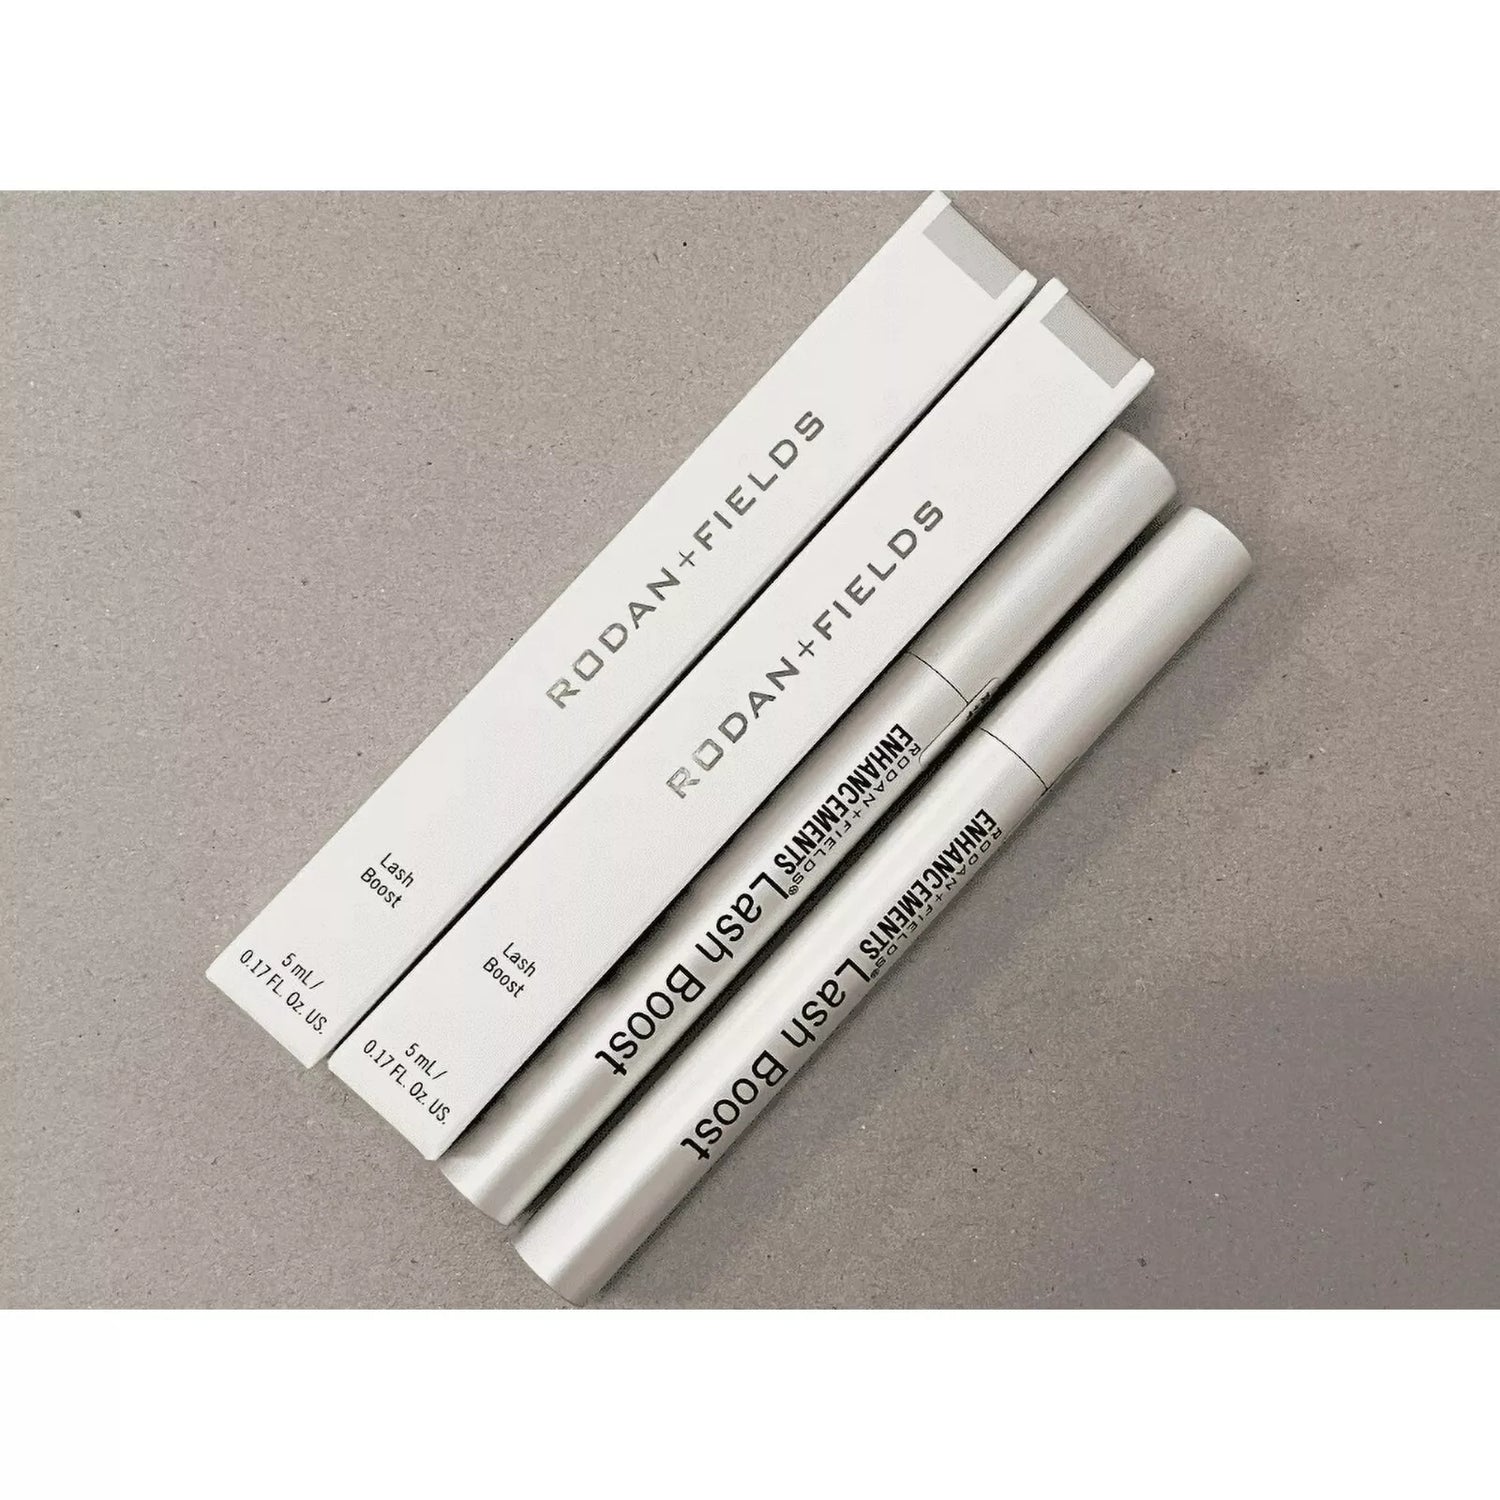 RODAN+FIELDS
Lash
Boost
5 mL/
0.17 FL. Oz. US.
RODAN+FIELDS
Lash
Boost
5 mL/
0.17 FL. Oz. US.
RODAN+FIELDS
ENHANCEMENTS®
Lash Boost
RODAN+FIELDS
ENHANCEMENTS®
Lash Boost